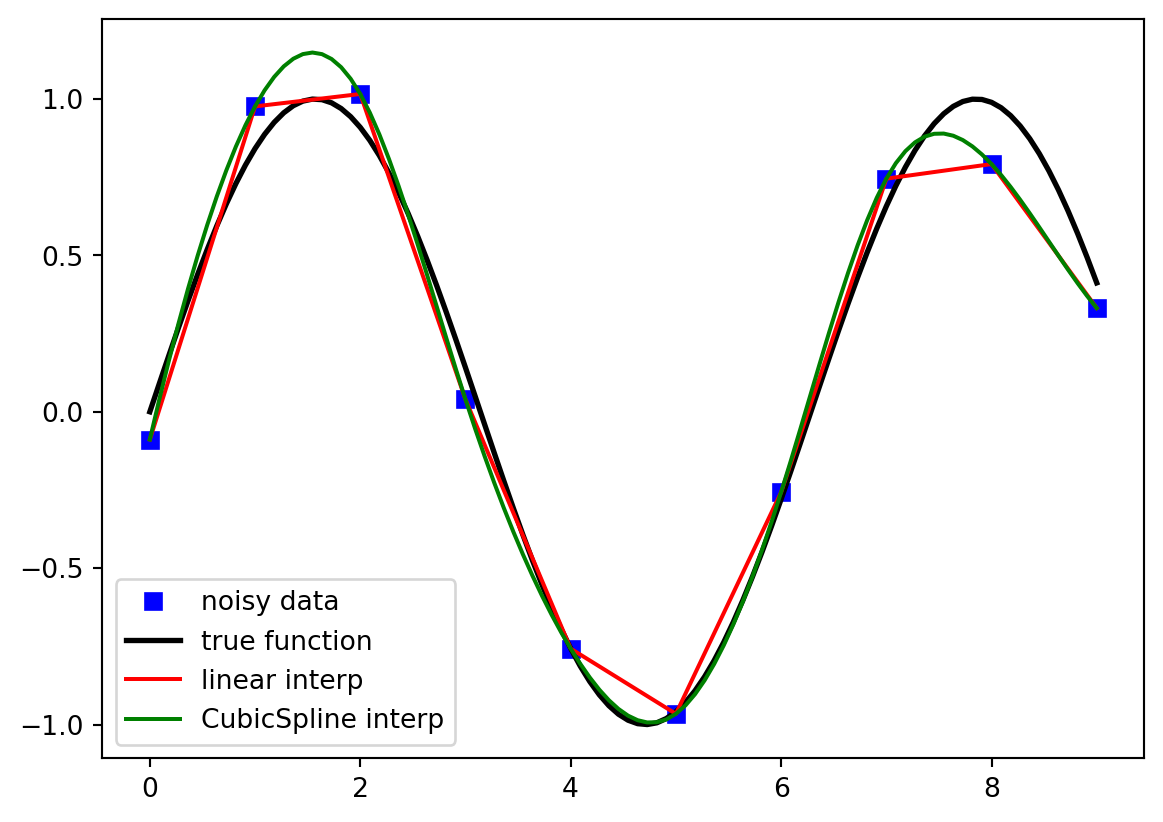 1.0
0.5
0.0
−0.5
−1.0
noisy data
true function
linear interp
CubicSpline interp
0 2 4 6 8